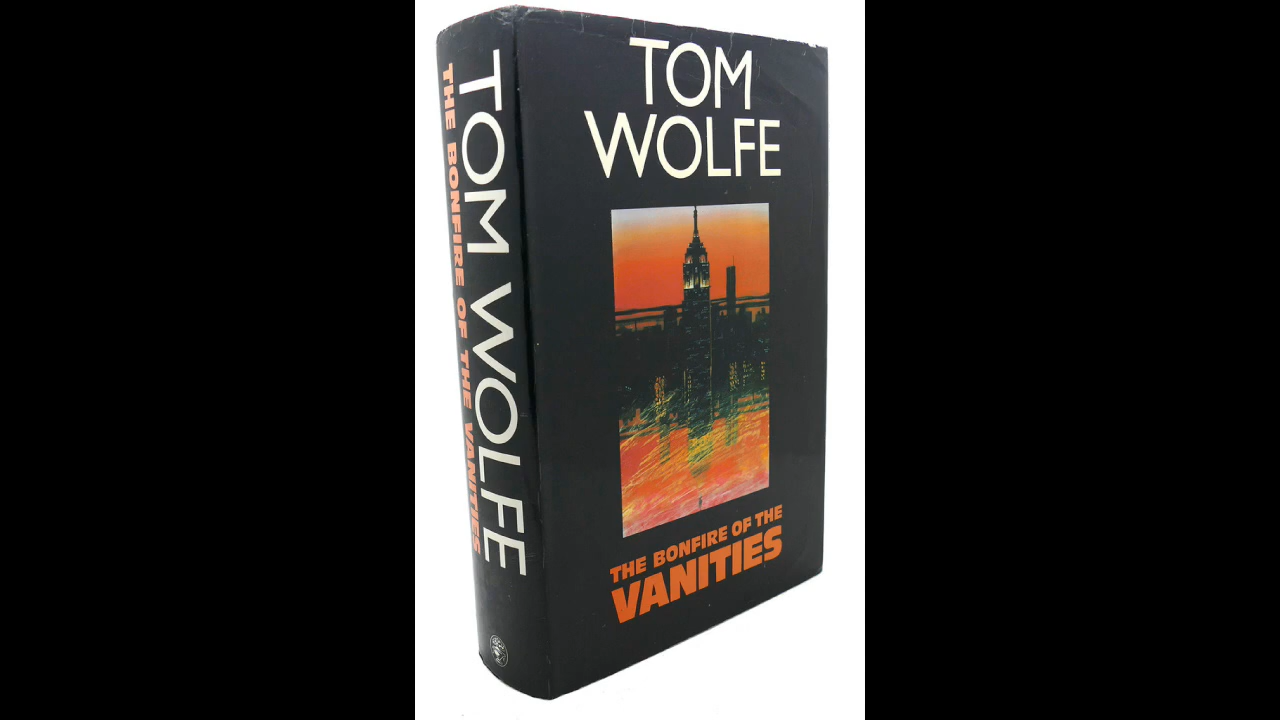 TOM WOLFE
THE BONFIRE OF THE VANITIES
TOM
WOLFE
THE BONFIRE OF THE
VANITIES